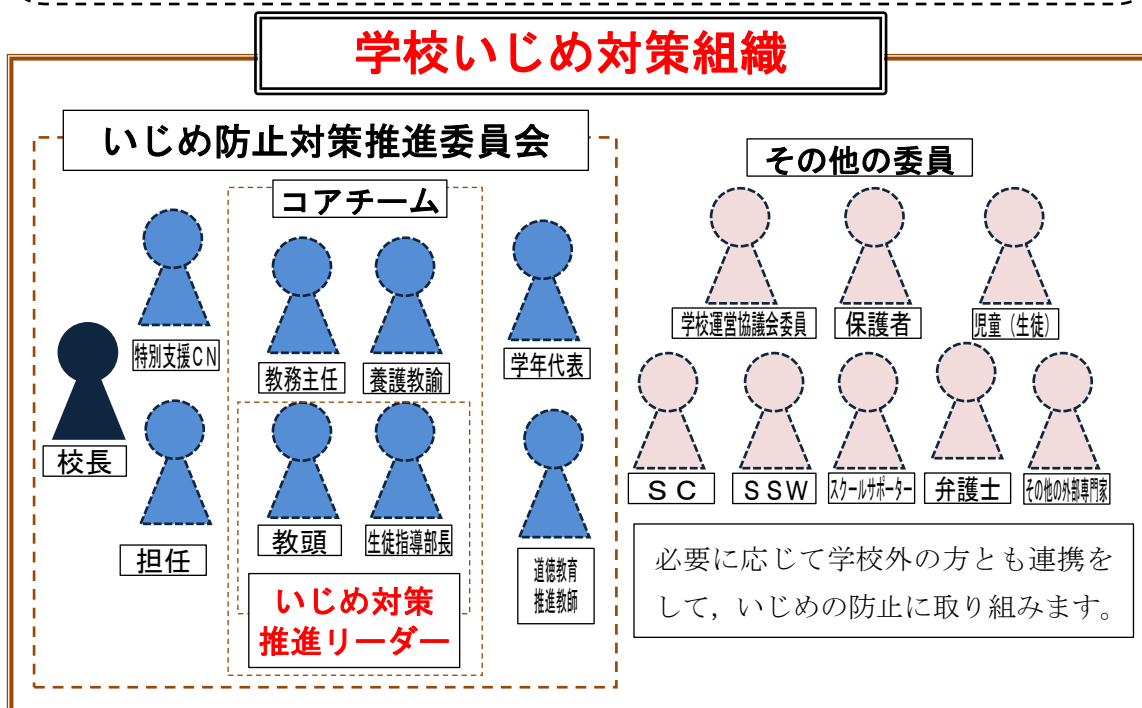 学校いじめ対策組織
いじめ防止対策推進委員会
コアチーム
特別支援CN
教務主任
養護教諭
学年代表
校長
担任
教頭
生徒指導部長
道徳教育
推進教師
いじめ対策
推進リーダー
その他の委員
学校運営協議会委員
保護者
児童（生徒）
ＳＣ
ＳＳＷ
スクールサポーター
弁護士
その他の外部専門家
必要に応じて学校外の方とも連携を
して，いじめの防止に取り組みます。